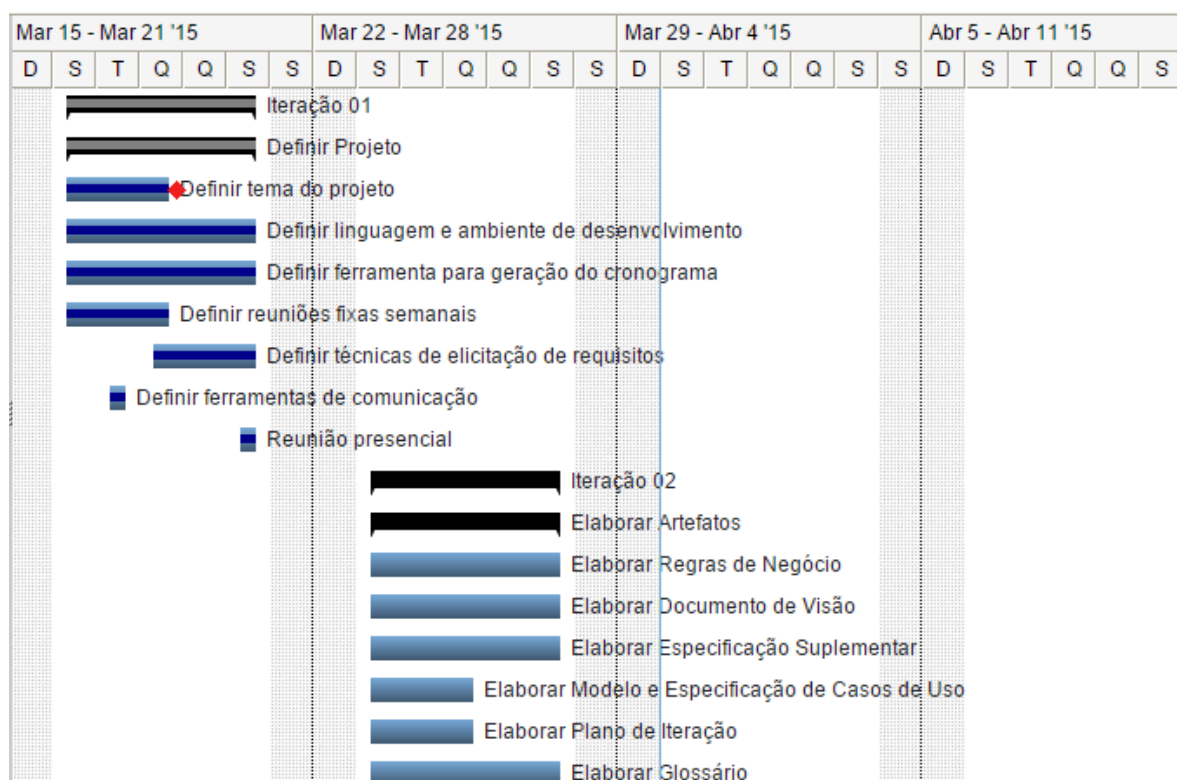 Mar 15 - Mar 21 '15 Mar 22 - Mar 28 '15 Mar 29 - Abr 4 '15 Abr 5 - Abr 11 '15
D S T Q Q S S D S T Q Q S S D S T Q Q S S D S T Q Q S
Iteração 01
Definir Projeto
Definir tema do projeto
Definir linguagem e ambiente de desenvolvimento
Definir ferramenta para geração do cronograma
Definir reuniões fixas semanais
Definir técnicas de elicitação de requisitos
Definir ferramentas de comunicação
Reunião presencial
Iteração 02
Elaborar Artefatos
Elaborar Regras de Negócio
Elaborar Documento de Visão
Elaborar Especificação Suplementar
Elaborar Modelo e Especificação de Casos de Uso
Elaborar Plano de Iteração
Elaborar Glossário